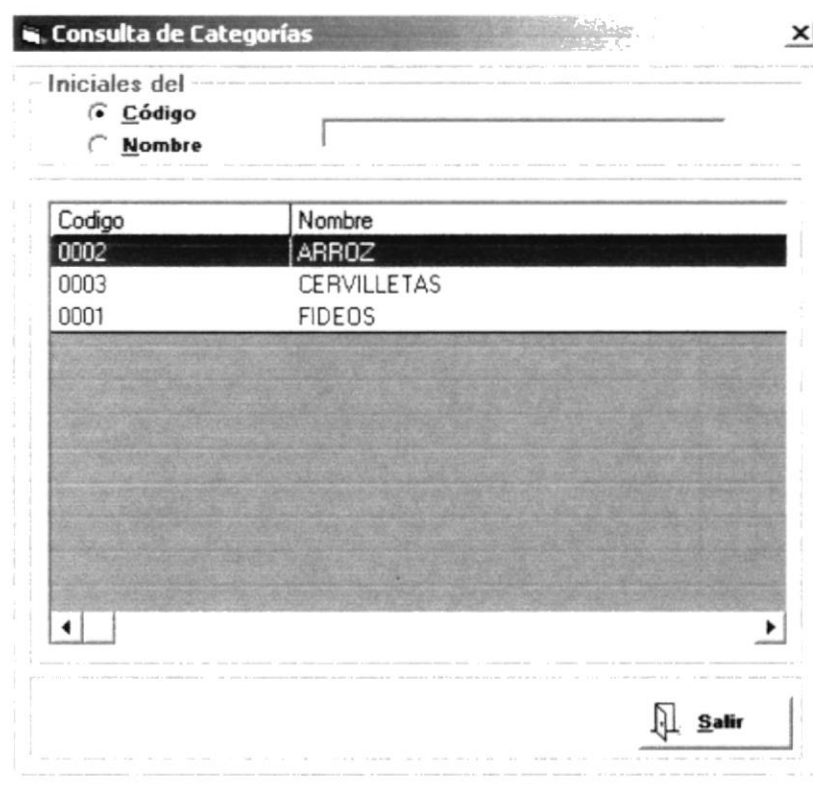 Consulta de Categorías
Iniciales del
Código
Nombre
Codigo Nombre
0002 ARROZ
0003 CERVILLETAS
0001 FIDEOS
Salir